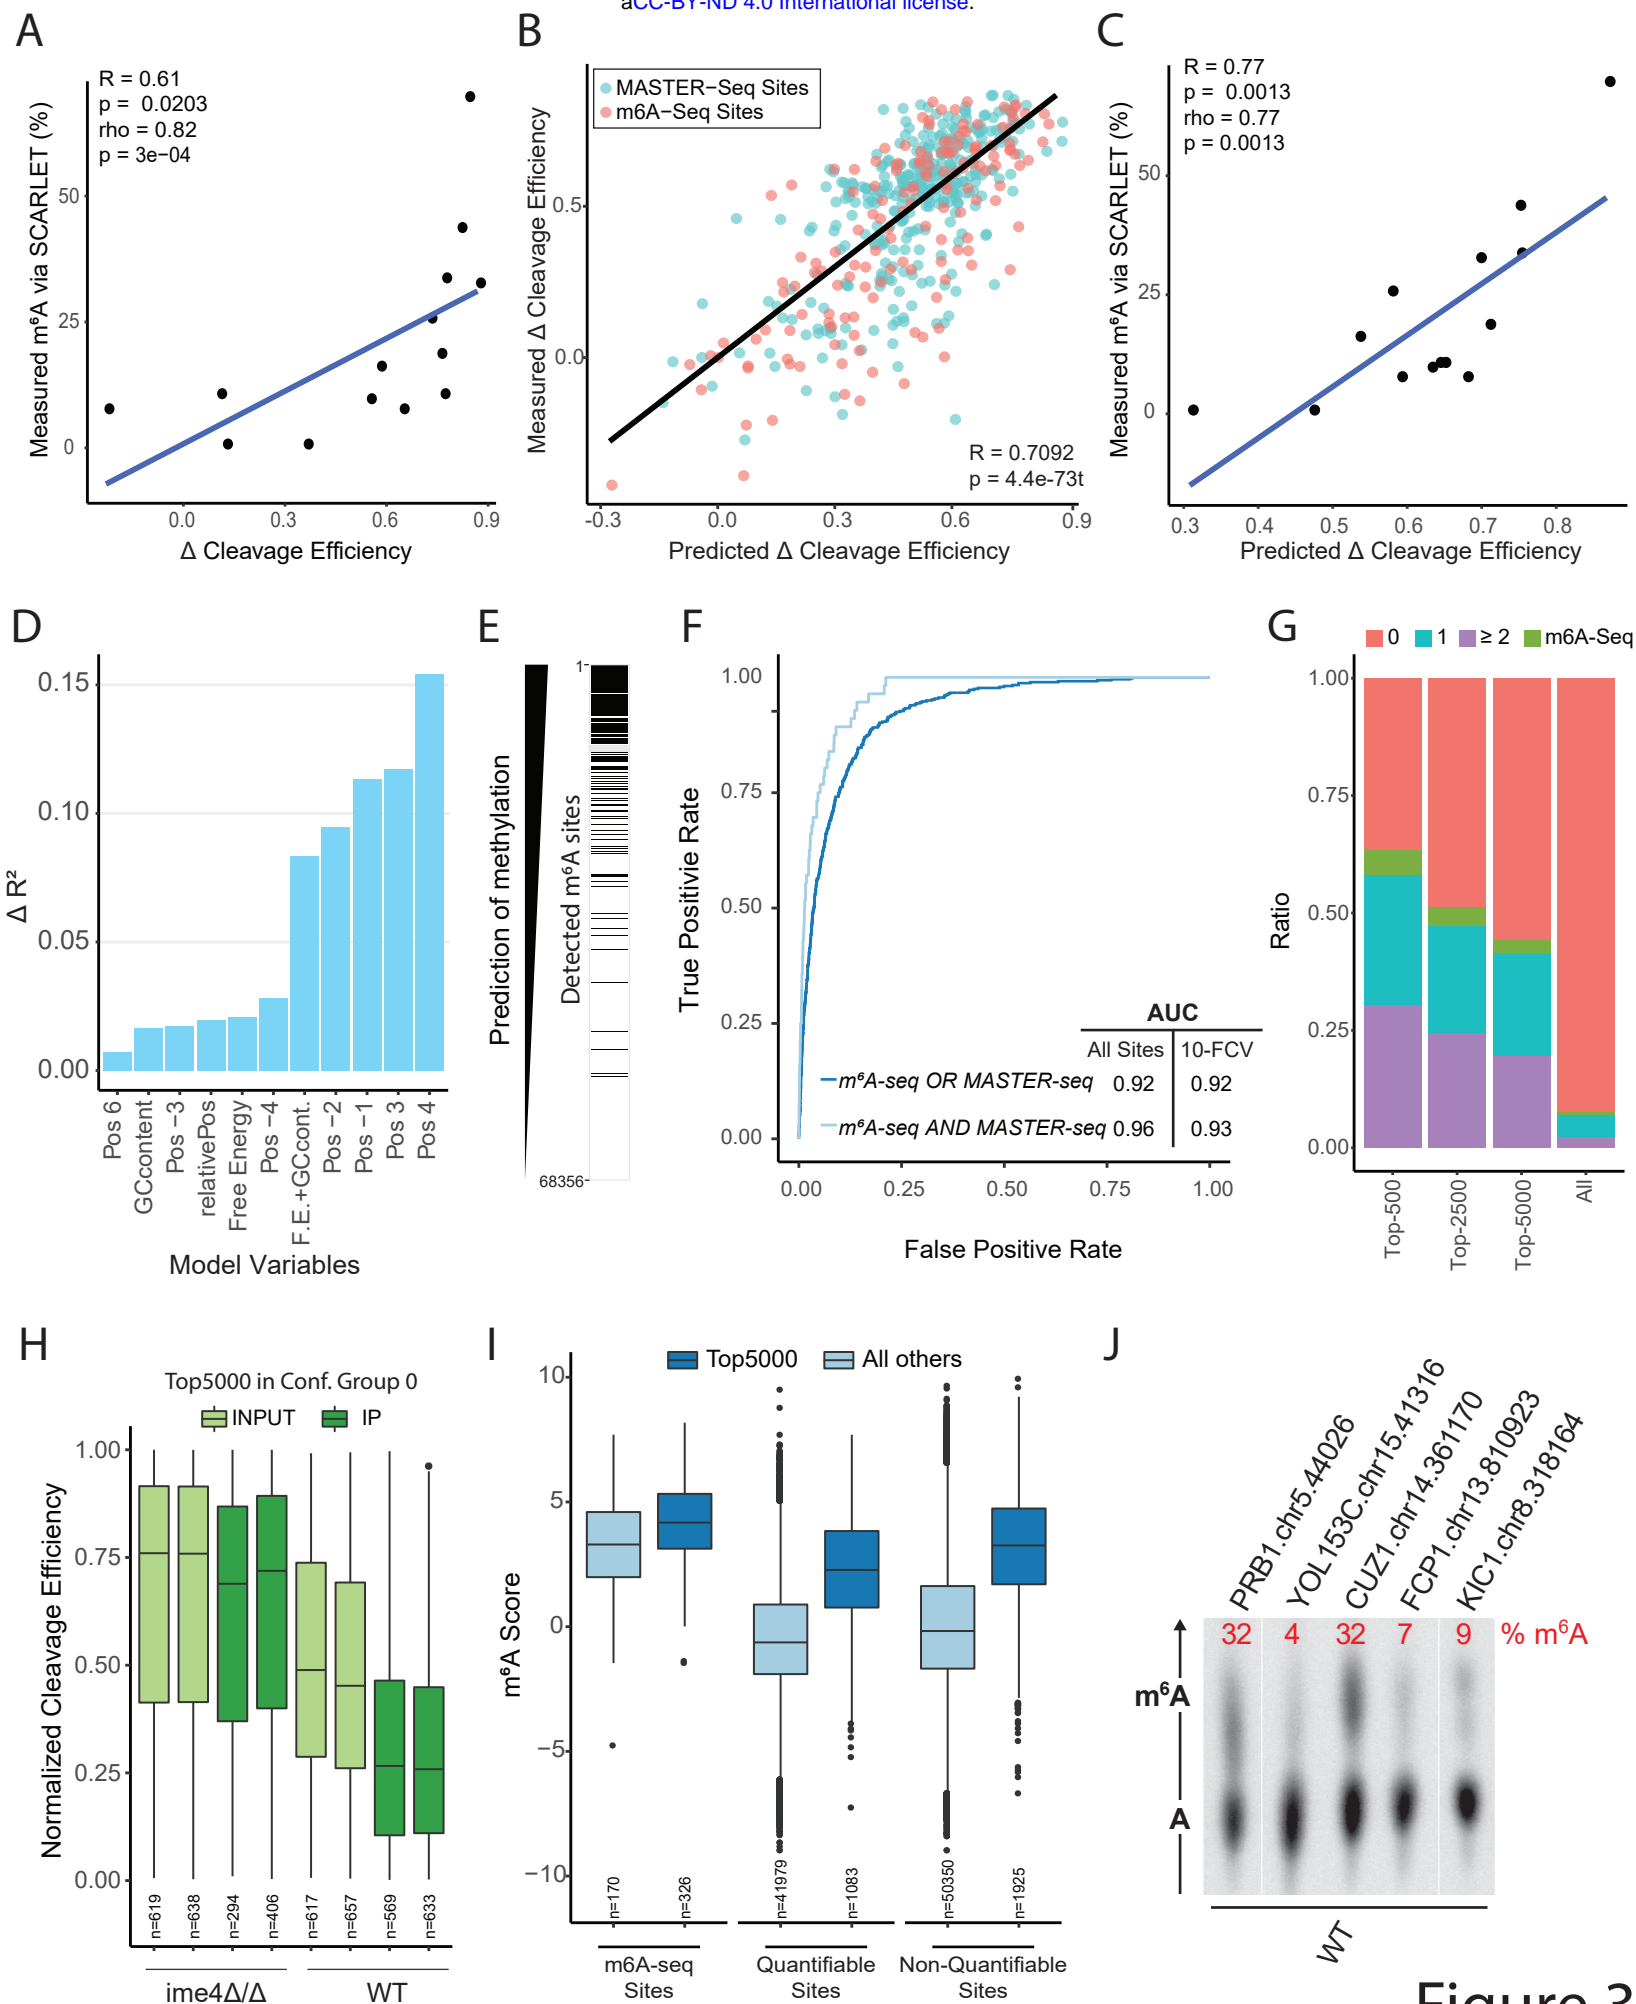 aCC-BY-ND 4.0 International license.
A
R = 0.61
p = 0.0203
rho = 0.82
p = 3e−04
Measured m⁶A via SCARLET (%)
50
25
0
0.0 0.3 0.6 0.9
Δ Cleavage Efficiency
B
MASTER−Seq Sites
m6A−Seq Sites
Measured Δ Cleavage Efficiency
0.5
0.0
R = 0.7092
p = 4.4e-73t
-0.3 0.0 0.3 0.6 0.9
Predicted Δ Cleavage Efficiency
C
R = 0.77
p = 0.0013
rho = 0.77
p = 0.0013
Measured m⁶A via SCARLET (%)
50
25
0
0.3 0.4 0.5 0.6 0.7 0.8
Predicted Δ Cleavage Efficiency
D
Δ R²
0.15
0.10
0.05
0.00
Pos 6
GCcontent
Pos −3
relativePos
Free Energy
Pos −4
F.E.+GCcont.
Pos −2
Pos −1
Pos 3
Pos 4
Model Variables
E
Prediction of methylation
Detected m⁶A sites
1
68356
F
True Positivie Rate
1.00
0.75
0.50
0.25
0.00
AUC
All Sites 10-FCV
m⁶A-seq OR MASTER-seq 0.92 0.92
m⁶A-seq AND MASTER-seq 0.96 0.93
0.00 0.25 0.50 0.75 1.00
False Positive Rate
G
0 1 ≥ 2 m6A-Seq
Ratio
1.00
0.75
0.50
0.25
0.00
Top-500
Top-2500
Top-5000
All
H
Top5000 in Conf. Group 0
INPUT IP
Normalized Cleavage Efficiency
1.00
0.75
0.50
0.25
0.00
n=619
n=638
n=294
n=406
n=617
n=657
n=569
n=633
ime4Δ/Δ WT
I
Top5000 All others
m⁶A Score
10
5
0
−5
−10
n=170
n=326
n=41979
n=1083
n=50350
n=1925
m6A-seq Sites
Quantifiable Sites
Non-Quantifiable Sites
J
PRB1.chr5.44026
YOL153C.chr15.41316
CUZ1.chr14.361170
FCP1.chr13.810923
KIC1.chr8.318164
32 4 32 7 9 % m⁶A
m⁶A
A
WT
Figure 3